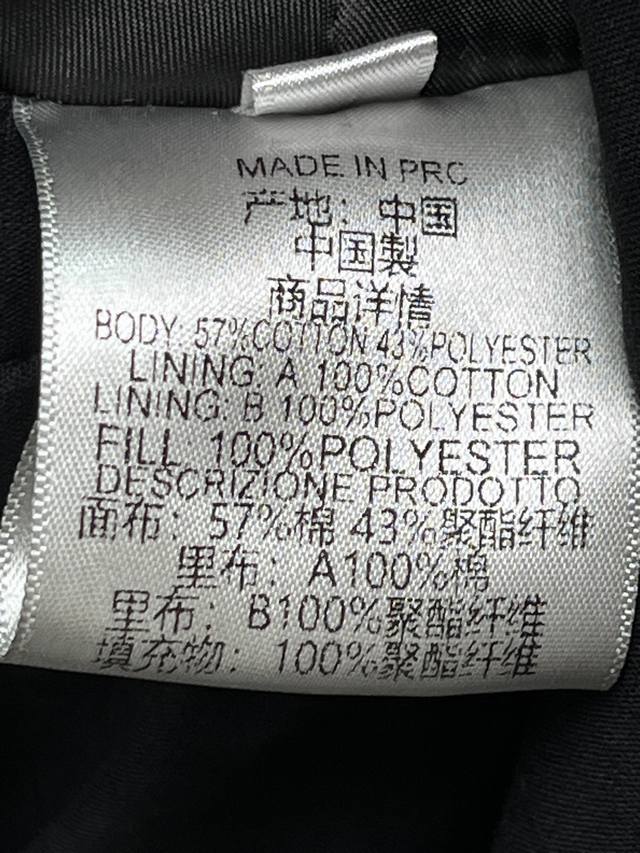 MADE IN PRC
产地：中国
中国製
商品详情
BODY: 57%COTTON 43%POLYESTER
LINING: A 100%COTTON
LINING: B 100%POLYESTER
FILL: 100%POLYESTER
DESCRIZIONE PRODOTTO
面布：57%棉 43%聚酯纤维
里布：A100%棉
里布：B100%聚酯纤维
填充物：100%聚酯纤维